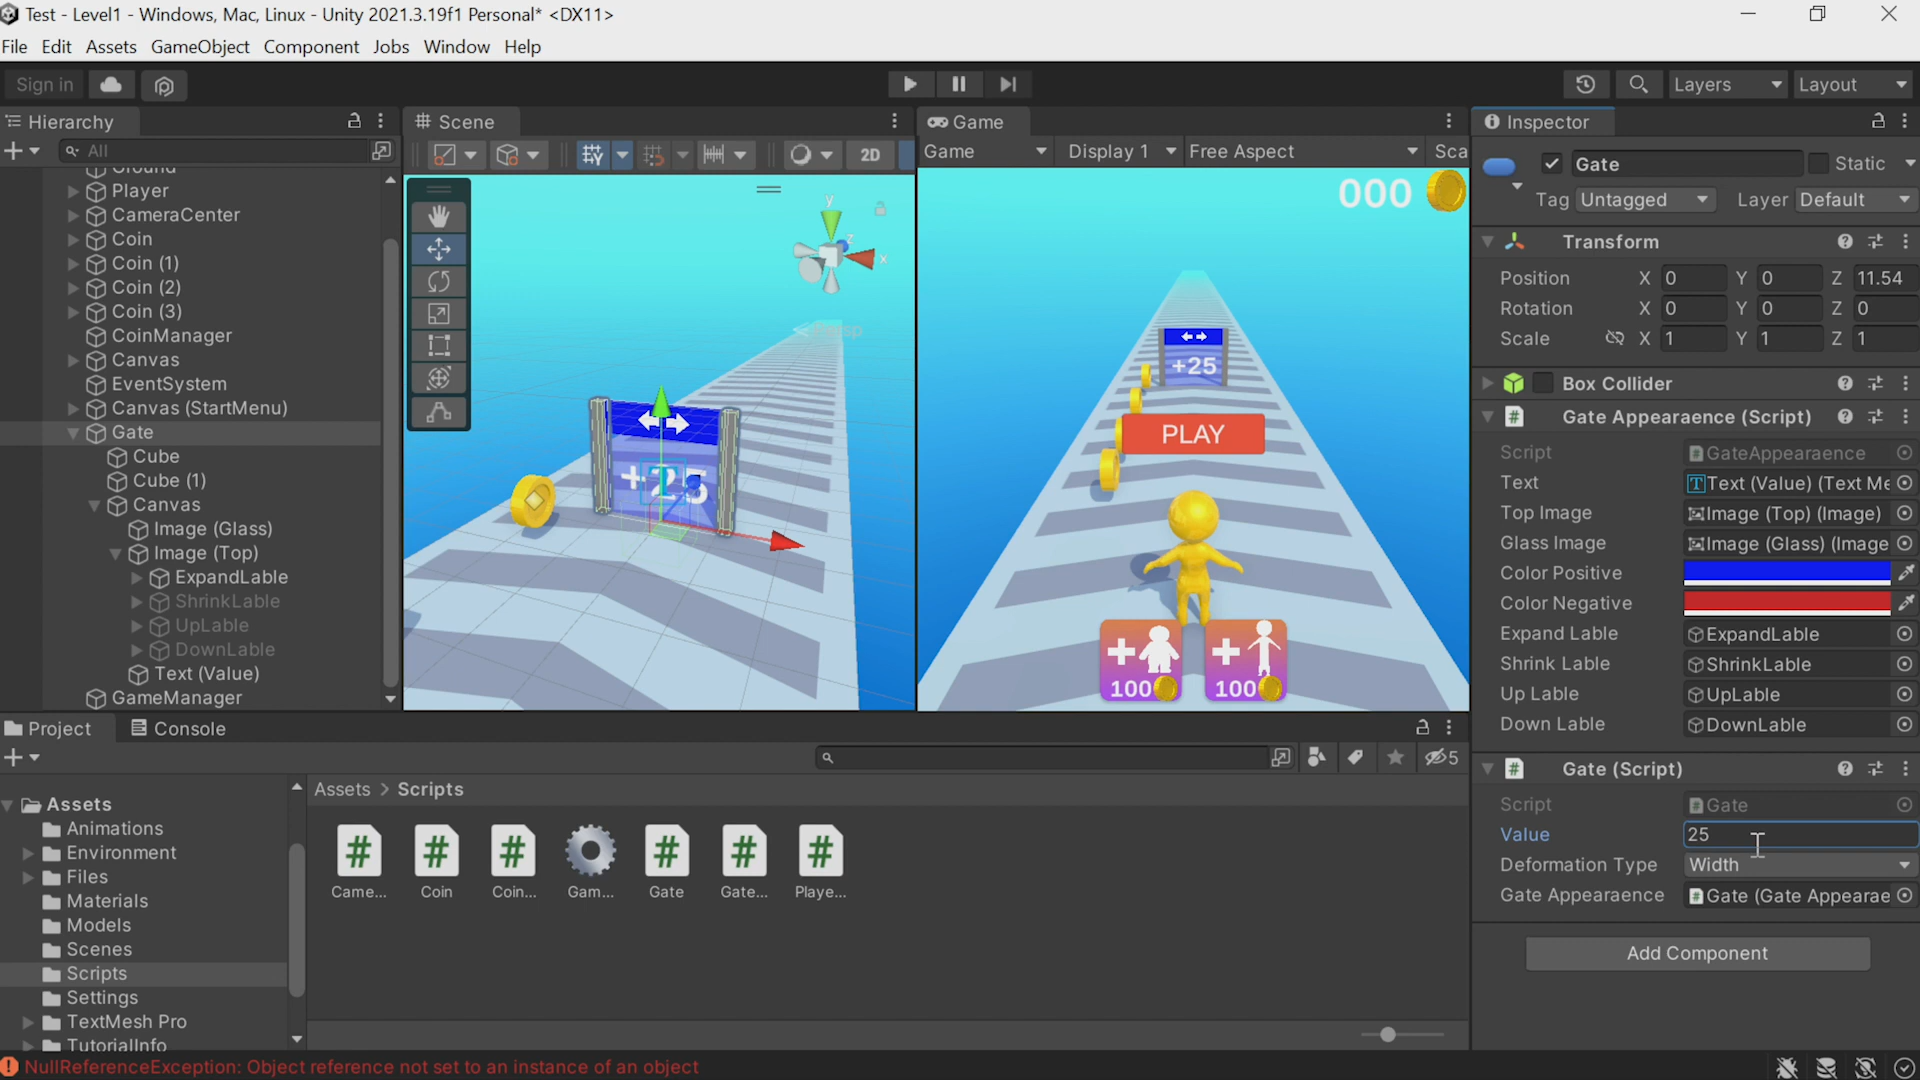 Test - Level1 - Windows, Mac, Linux - Unity 2021.3.19f1 Personal* <DX11>
File Edit Assets GameObject Component Jobs Window Help
Sign in
Layers
Layout
Hierarchy
All
Ground
Player
CameraCenter
Coin
Coin (1)
Coin (2)
Coin (3)
CoinManager
Canvas
EventSystem
Canvas (StartMenu)
Gate
Cube
Cube (1)
Canvas
Image (Glass)
Image (Top)
ExpandLable
ShrinkLable
UpLable
DownLable
Text (Value)
GameManager
Scene
2D
y
z
x
Persp
+25
Game
Game
Display 1
Free Aspect
Sca
000
+25
PLAY
+
100
+
100
Inspector
Gate
Static
Tag Untagged
Layer Default
Transform
Position X 0 Y 0 Z 11.54
Rotation X 0 Y 0 Z 0
Scale X 1 Y 1 Z 1
Box Collider
Gate Appearaence (Script)
Script GateAppearaence
Text Text (Value) (Text Me
Top Image Image (Top) (Image)
Glass Image Image (Glass) (Image
Color Positive
Color Negative
Expand Lable ExpandLable
Shrink Lable ShrinkLable
Up Lable UpLable
Down Lable DownLable
Gate (Script)
Script Gate
Value 25
Deformation Type Width
Gate Appearaence Gate (Gate Appearae
Add Component
Project
Console
5
Assets
Animations
Environment
Files
Materials
Models
Scenes
Scripts
Settings
TextMesh Pro
TutorialInfo
Assets > Scripts
Came...
Coin
Coin...
Gam...
Gate
Gate...
Playe...
NullReferenceException: Object reference not set to an instance of an object